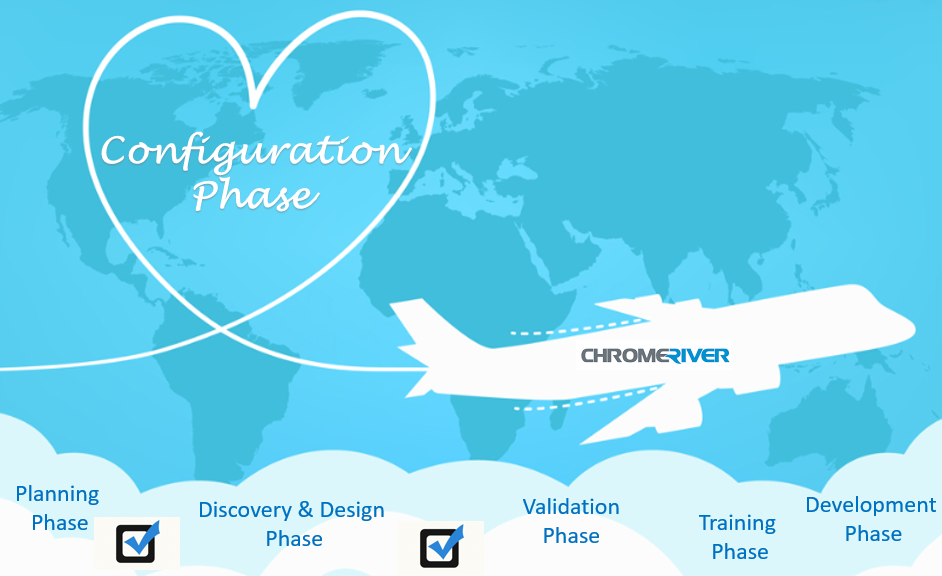 Configuration
Phase
CHROMERIVER
Planning
Phase
Discovery & Design
Phase
Validation
Phase
Training
Phase
Development
Phase